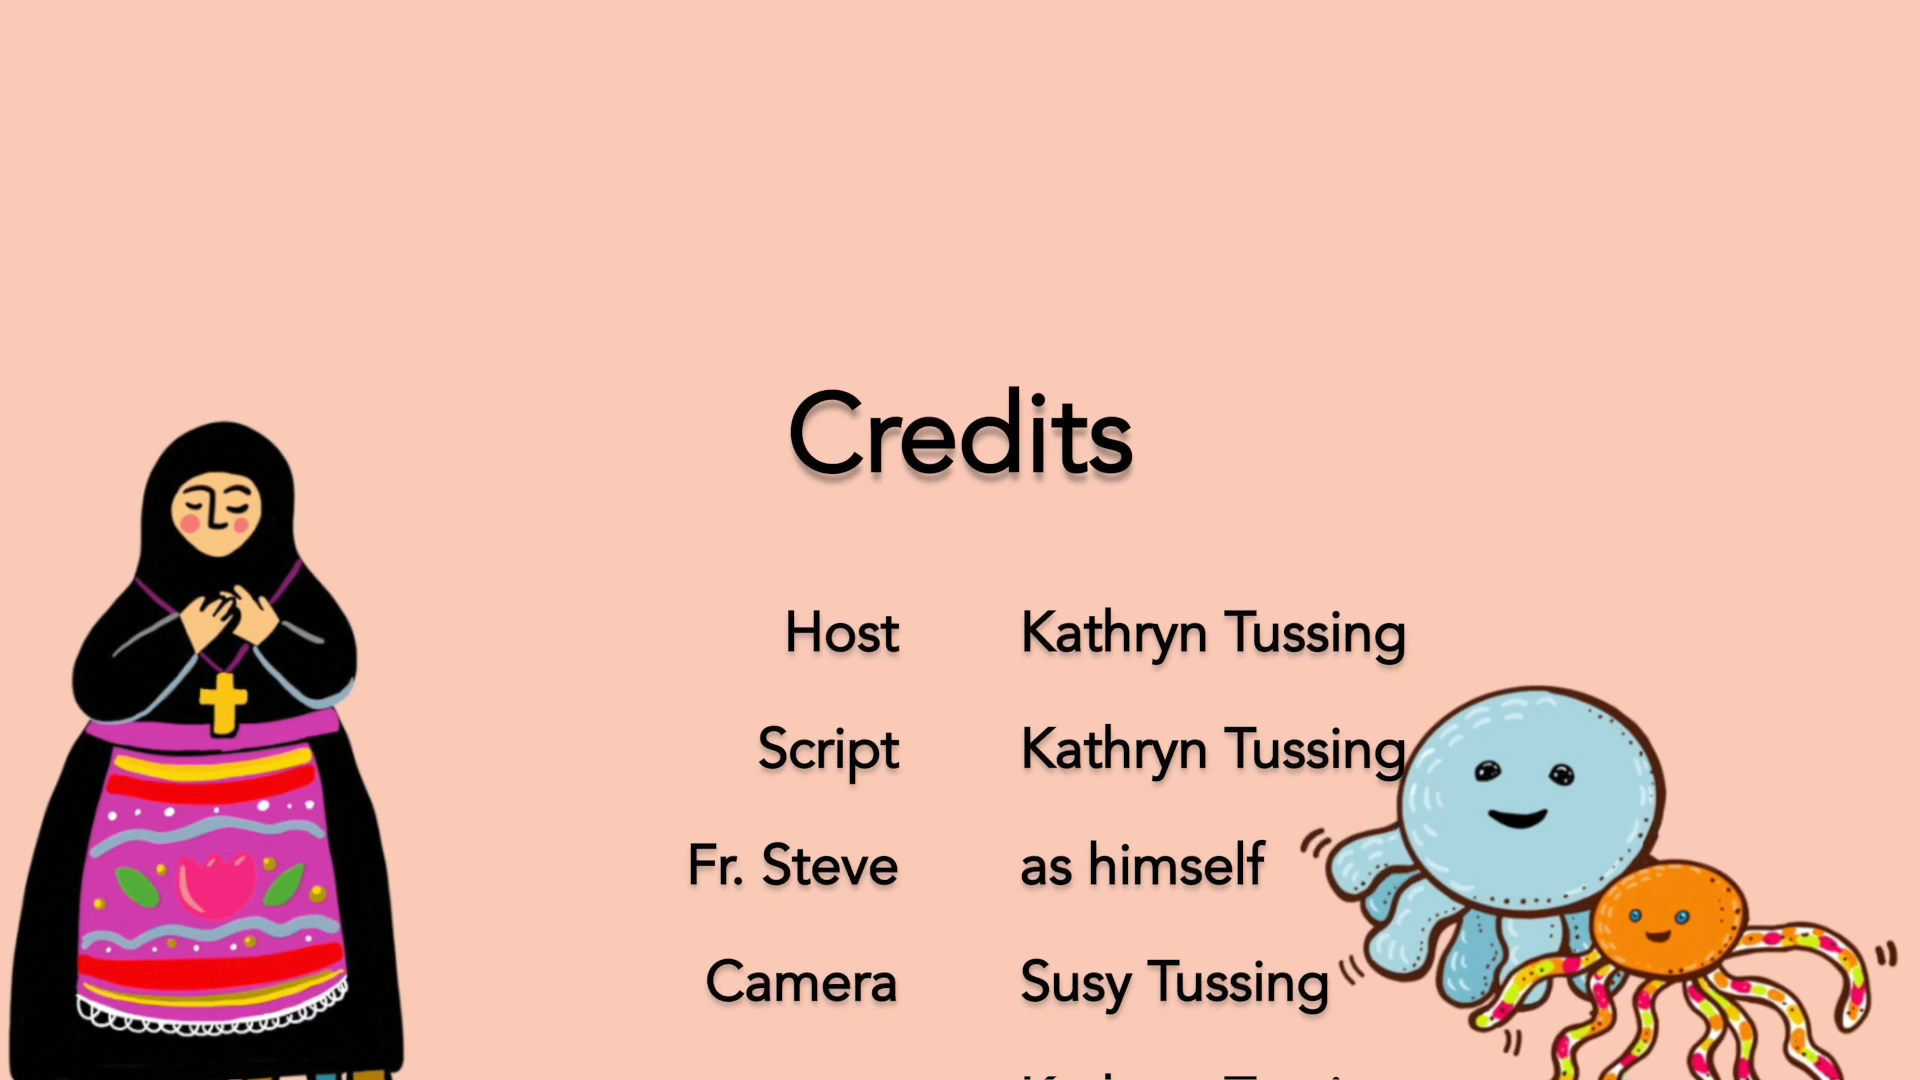 Credits
Host Kathryn Tussing
Script Kathryn Tussing
Fr. Steve as himself
Camera Susy Tussing